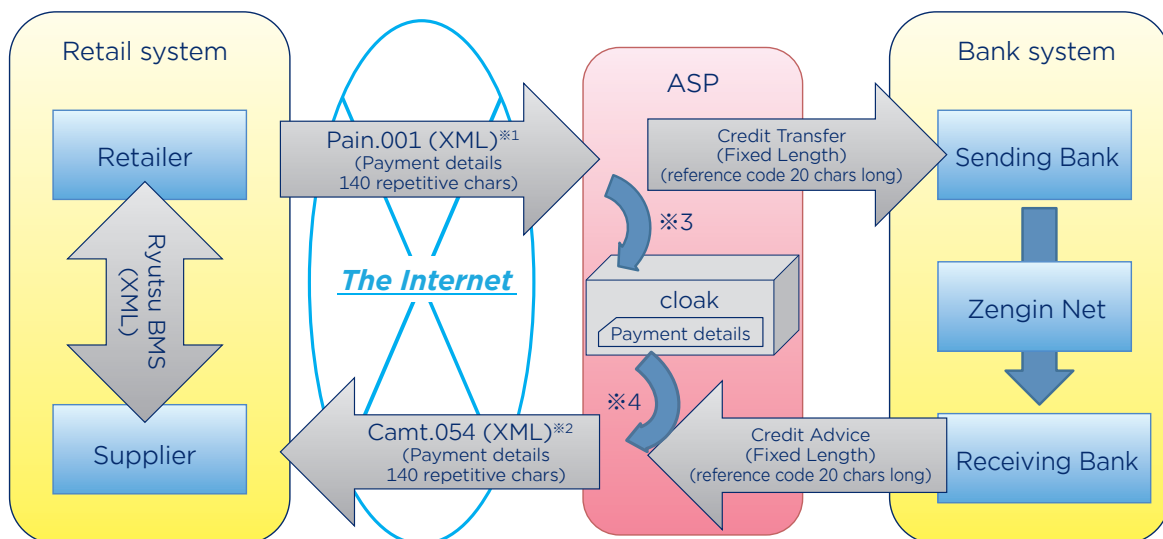 Retail system
Retailer
Ryutsu BMS
(XML)
Supplier
Pain.001 (XML)※1
(Payment details
140 repetitive chars)
The Internet
Camt.054 (XML)※2
(Payment details
140 repetitive chars)
ASP
※3
cloak
Payment details
※4
Credit Transfer
(Fixed Length)
(reference code 20 chars long)
Credit Advice
(Fixed Length)
(reference code 20 chars long)
Bank system
Sending Bank
Zengin Net
Receiving Bank